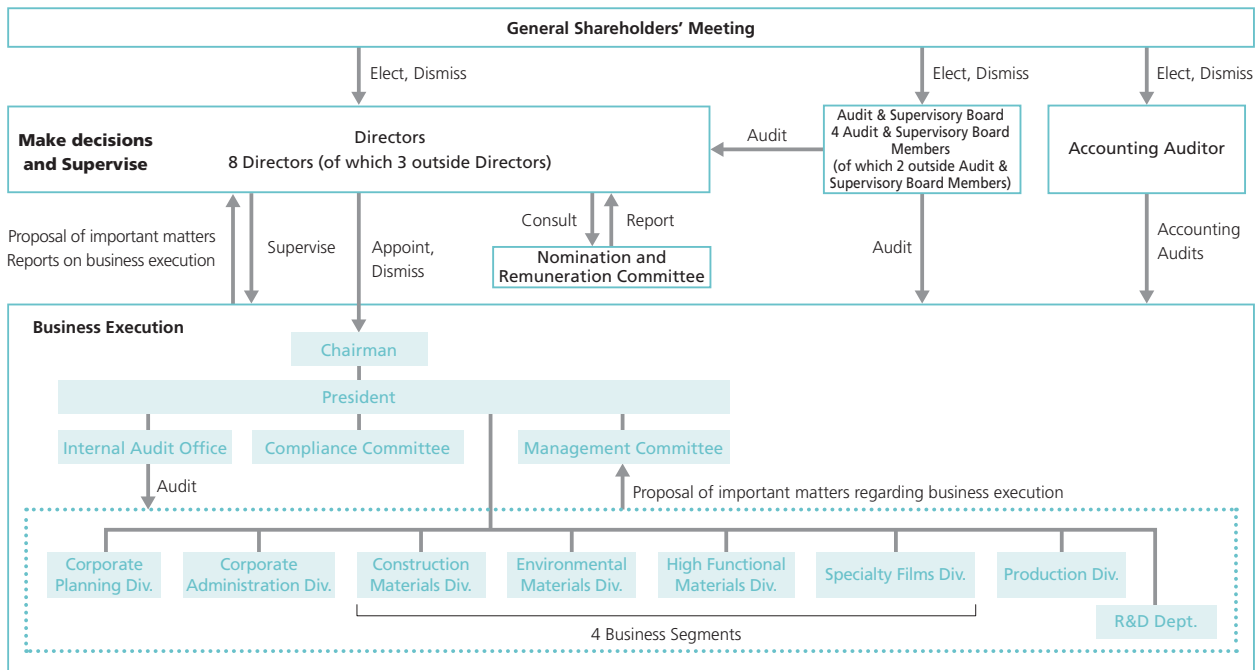 General Shareholders' Meeting
Elect, Dismiss
Elect, Dismiss
Elect, Dismiss
Make decisions
and Supervise
Directors
8 Directors (of which 3 outside Directors)
Audit
Audit & Supervisory Board
4 Audit & Supervisory Board
Members
(of which 2 outside Audit &
Supervisory Board Members)
Accounting Auditor
Proposal of important matters
Reports on business execution
Supervise
Appoint,
Dismiss
Consult
Report
Nomination and
Remuneration Committee
Audit
Accounting
Audits
Business Execution
Chairman
President
Internal Audit Office
Compliance Committee
Management Committee
Audit
Proposal of important matters regarding business execution
Corporate
Planning Div.
Corporate
Administration Div.
Construction
Materials Div.
Environmental
Materials Div.
High Functional
Materials Div.
Specialty Films Div.
Production Div.
R&D Dept.
4 Business Segments